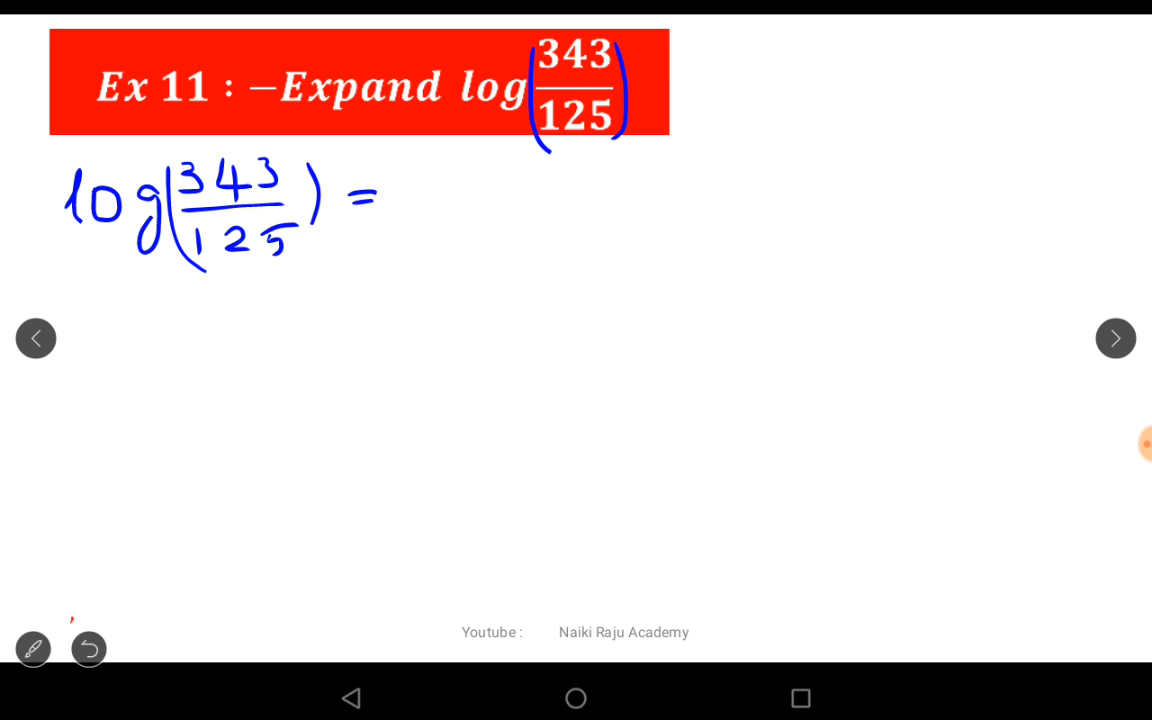 Ex 11 : −Expand log(343/125)
log(343/125) =
Youtube : Naiki Raju Academy